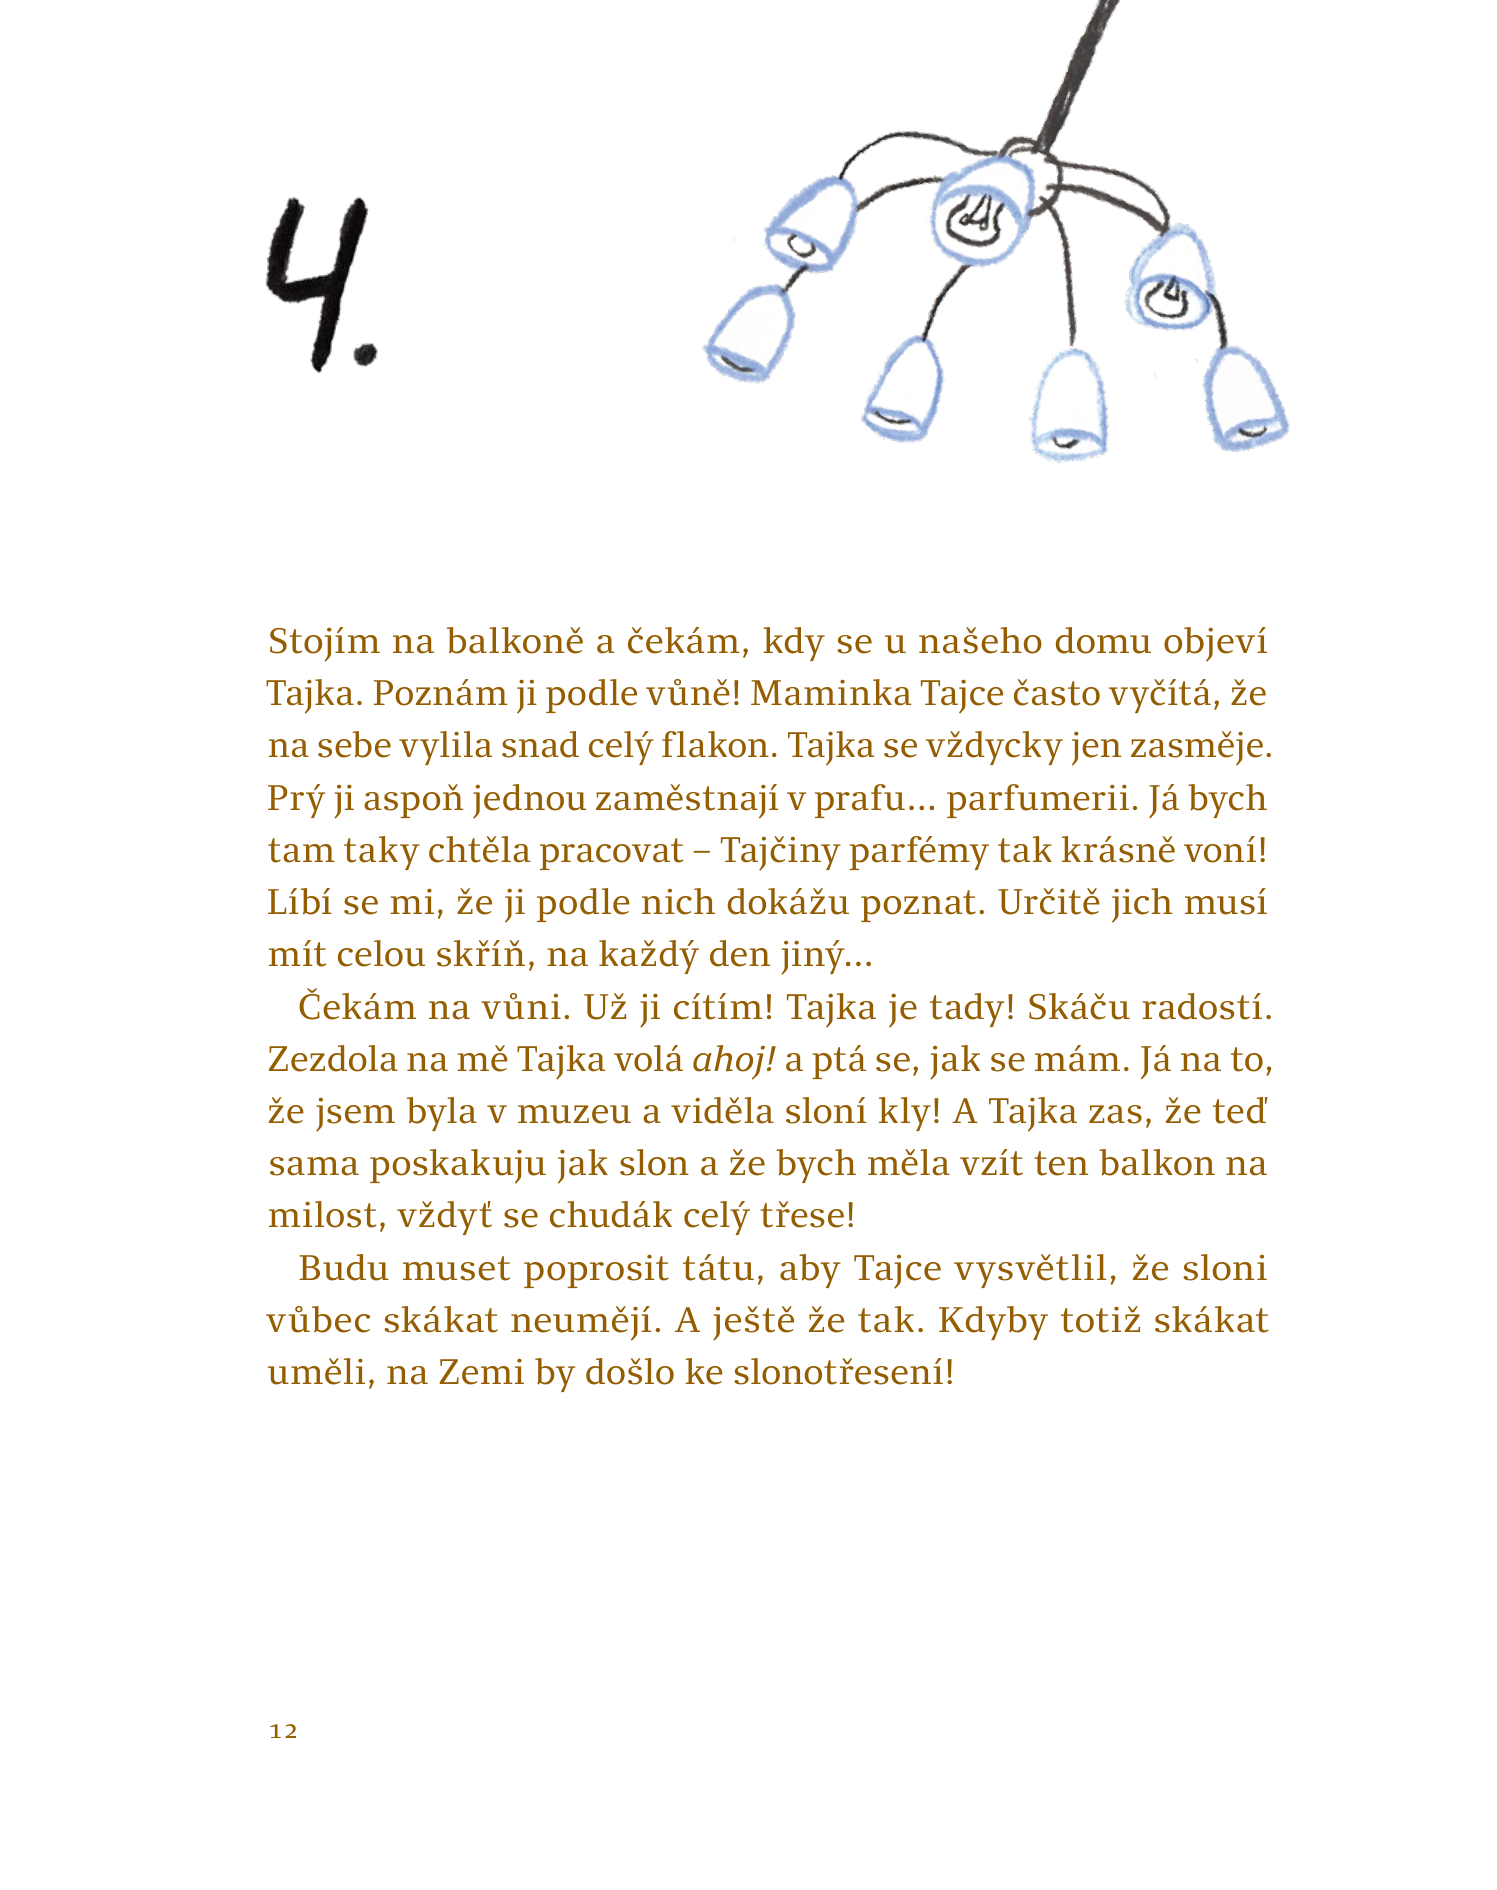 4.
Stojím na balkoně a čekám, kdy se u našeho domu objeví
Tajka. Poznám ji podle vůně! Maminka Tajce často vyčítá, že
na sebe vylila snad celý flakon. Tajka se vždycky jen zasměje.
Prý ji aspoň jednou zaměstnají v prafu… parfumerii. Já bych
tam taky chtěla pracovat – Tajčiny parfémy tak krásně voní!
Líbí se mi, že ji podle nich dokážu poznat. Určitě jich musí
mít celou skříň, na každý den jiný…
Čekám na vůni. Už ji cítím! Tajka je tady! Skáču radostí.
Zezdola na mě Tajka volá ahoj! a ptá se, jak se mám. Já na to,
že jsem byla v muzeu a viděla sloní kly! A Tajka zas, že teď
sama poskakuju jak slon a že bych měla vzít ten balkon na
milost, vždyť se chudák celý třese!
Budu muset poprosit tátu, aby Tajce vysvětlil, že sloni
vůbec skákat neumějí. A ještě že tak. Kdyby totiž skákat
uměli, na Zemi by došlo ke slonotřesení!
12